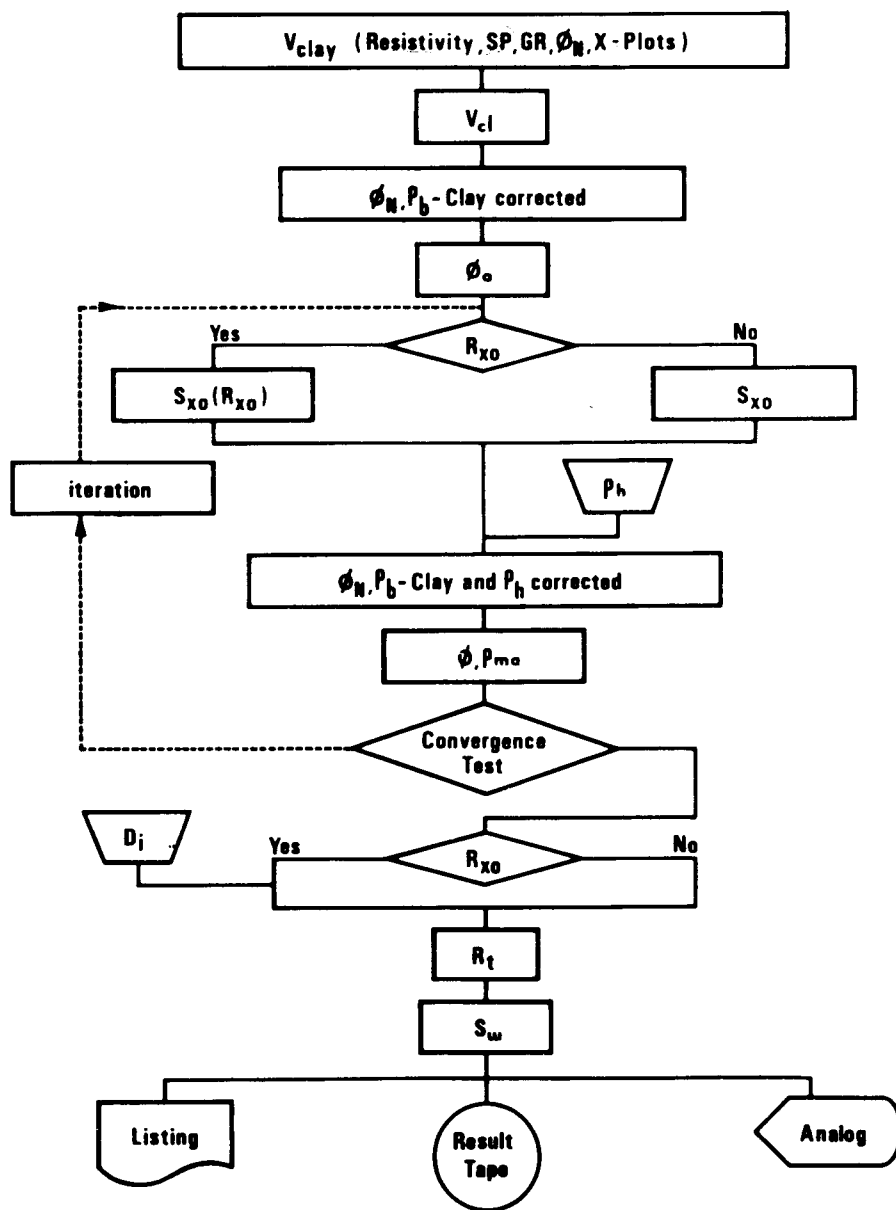 V_clay (Resistivity, SP, GR, Ø_N, X-Plots)
V_cl
Ø_N, ρ_b-Clay corrected
Ø_a
Yes
R_xo
No
S_xo (R_xo)
S_xo
iteration
ρ_h
Ø_N, ρ_b-Clay and ρ_h corrected
Ø, ρ_ma
Convergence
Test
D_i
Yes
R_xo
No
R_t
S_w
Listing
Result
Tape
Analog